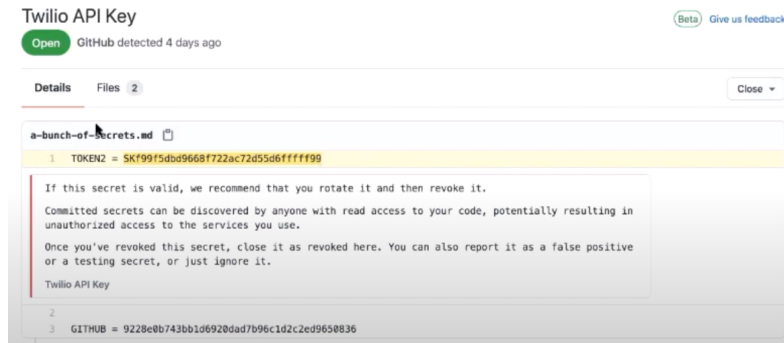 Twilio API Key
Beta Give us feedback
Open GitHub detected 4 days ago
Details Files 2
Close
a-bunch-of-secrets.md
1 TOKEN2 = SKf99f5dbd9668f722ac72d55d6fffff99
If this secret is valid, we recommend that you rotate it and then revoke it.
Committed secrets can be discovered by anyone with read access to your code, potentially resulting in
unauthorized access to the services you use.
Once you've revoked this secret, close it as revoked here. You can also report it as a false positive
or a testing secret, or just ignore it.
Twilio API Key
2
3 GITHUB = 9228e0b743bb1d6920dad7b96c1d2c2ed9650836